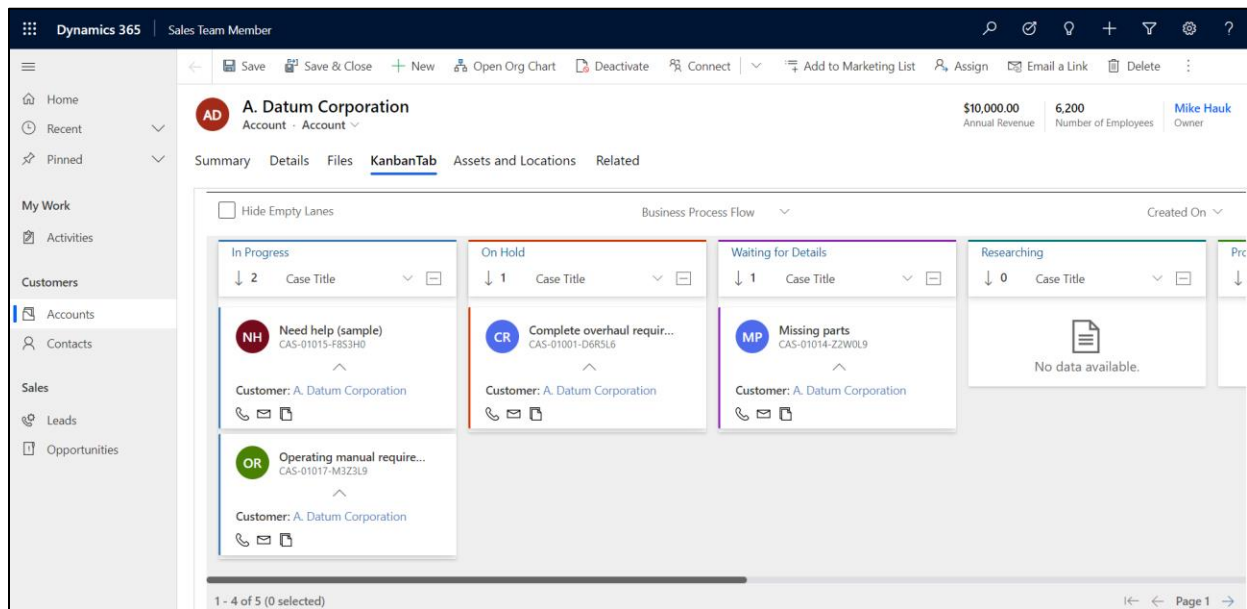 Dynamics 365 Sales Team Member
Save Save & Close New Open Org Chart Deactivate Connect Add to Marketing List Assign Email a Link Delete
Home
Recent
Pinned
My Work
Activities
Customers
Accounts
Contacts
Sales
Leads
Opportunities
AD
A. Datum Corporation
Account · Account
$10,000.00 6,200 Mike Hauk
Annual Revenue Number of Employees Owner
Summary Details Files KanbanTab Assets and Locations Related
Hide Empty Lanes Business Process Flow Created On
In Progress
2 Case Title
NH
Need help (sample)
CAS-01015-F8S3H0
Customer: A. Datum Corporation
OR
Operating manual require...
CAS-01017-M3Z3L9
Customer: A. Datum Corporation
On Hold
1 Case Title
CR
Complete overhaul requir...
CAS-01001-D6R5L6
Customer: A. Datum Corporation
Waiting for Details
1 Case Title
MP
Missing parts
CAS-01014-Z2W0L9
Customer: A. Datum Corporation
Researching
0 Case Title
No data available.
Prc
1 - 4 of 5 (0 selected) Page 1